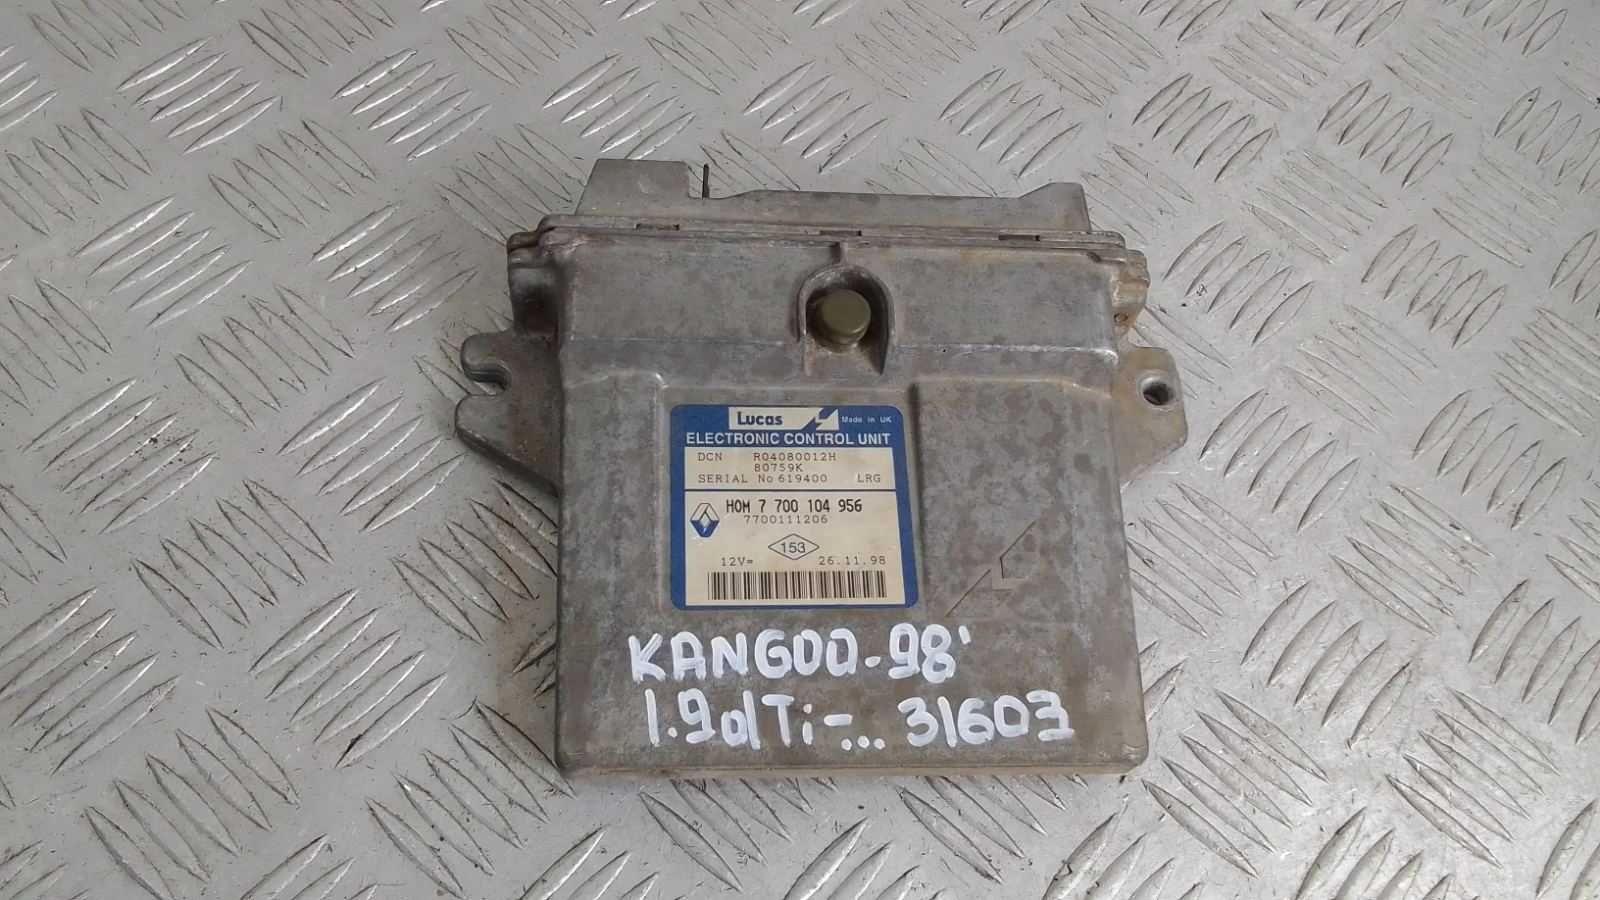 Lucas Made in UK
ELECTRONIC CONTROL UNIT
DCN R04080012H
80759K
SERIAL No 619400 LRG
HOM 7 700 104 956
7700111206
153
12V= 26.11.98
KANGOO-98'
1.9dTi-... 31603